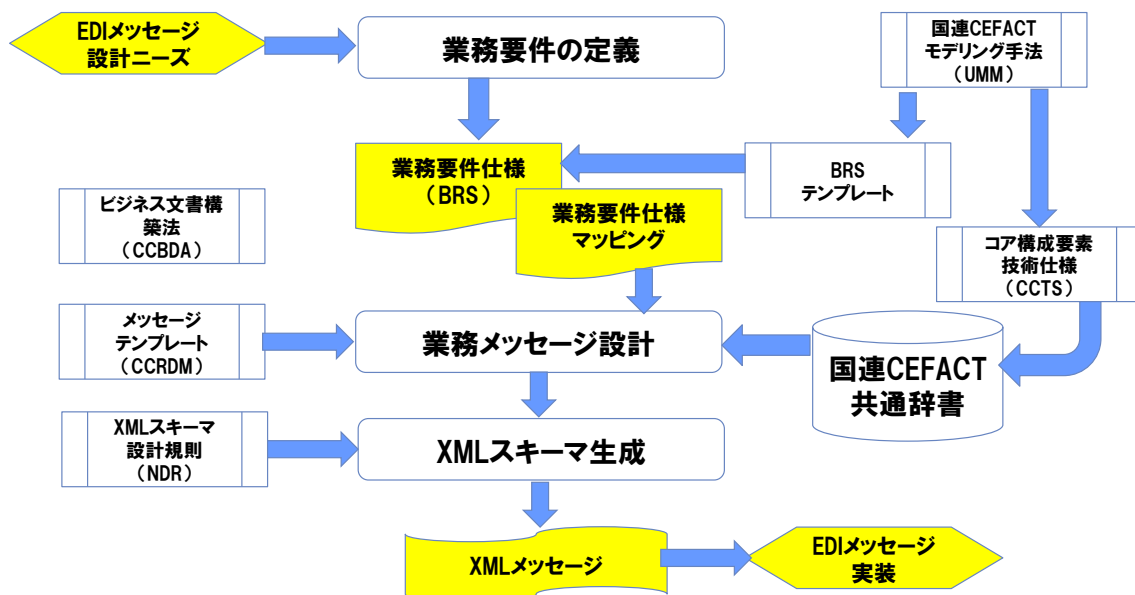 EDIメッセージ
設計ニーズ
業務要件の定義
国連CEFACT
モデリング手法
(UMM)
業務要件仕様
(BRS)
BRS
テンプレート
業務要件仕様
マッピング
ビジネス文書構
築法
(CCBDA)
コア構成要素
技術仕様
(CCTS)
メッセージ
テンプレート
(CCRDM)
業務メッセージ設計
国連CEFACT
共通辞書
XMLスキーマ
設計規則
(NDR)
XMLスキーマ生成
XMLメッセージ
EDIメッセージ
実装